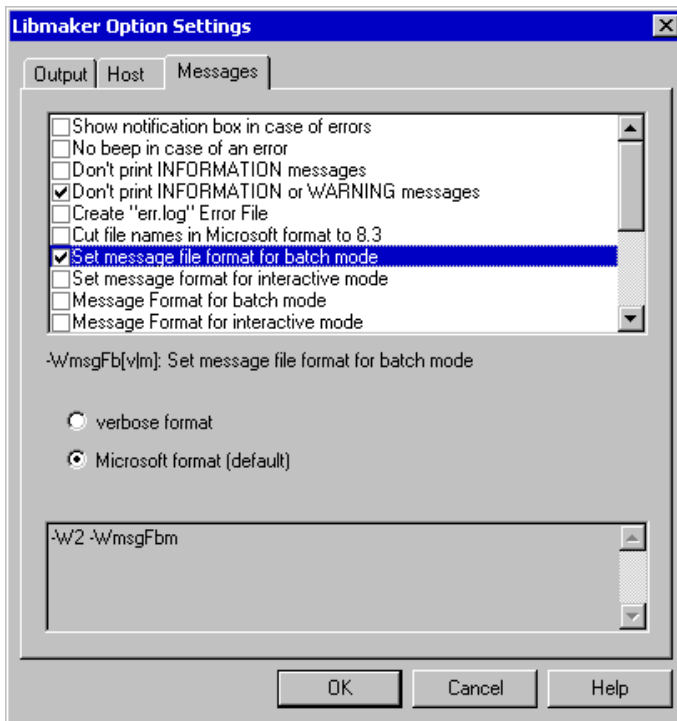 Libmaker Option Settings
Output Host Messages
Show notification box in case of errors
No beep in case of an error
Don't print INFORMATION messages
Don't print INFORMATION or WARNING messages
Create "err.log" Error File
Cut file names in Microsoft format to 8.3
Set message file format for batch mode
Set message format for interactive mode
Message Format for batch mode
Message Format for interactive mode
-WmsgFb[v|m]: Set message file format for batch mode
verbose format
Microsoft format (default)
-W2 -WmsgFbm
OK Cancel Help